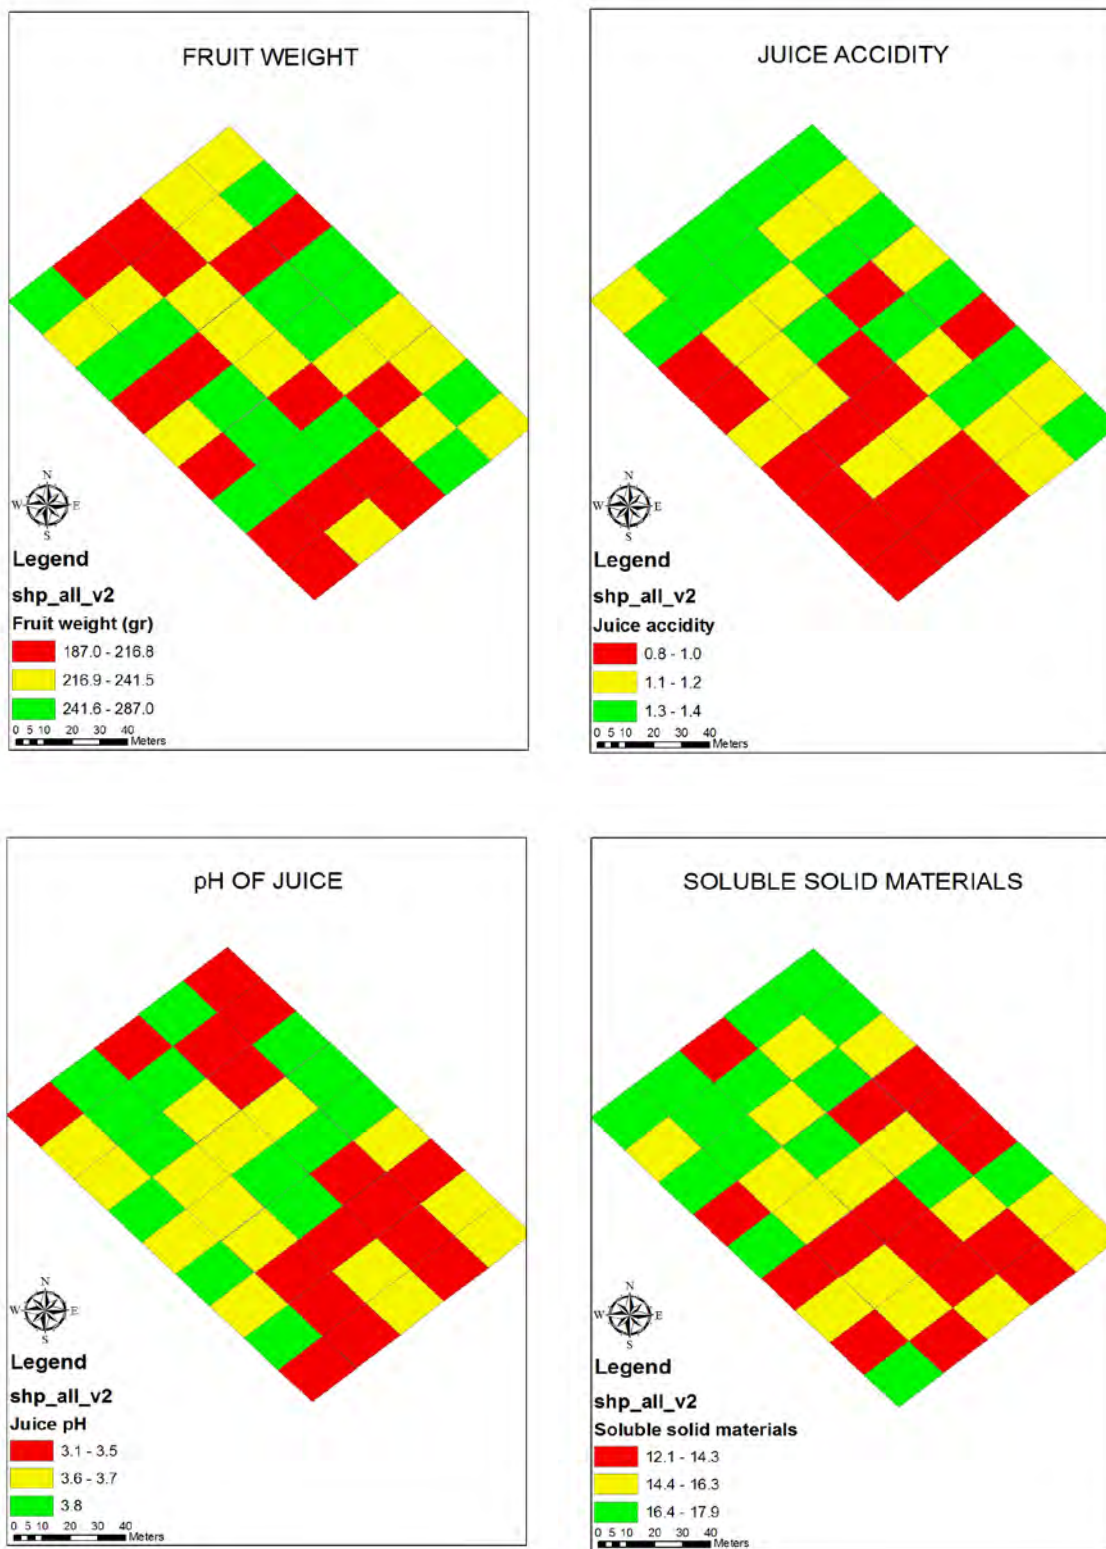 FRUIT WEIGHT
N
W E
S
Legend
shp_all_v2
Fruit weight (gr)
187.0 - 216.8
216.9 - 241.5
241.6 - 287.0
0 5 10 20 30 40
Meters
JUICE ACCIDITY
N
W E
S
Legend
shp_all_v2
Juice accidity
0.8 - 1.0
1.1 - 1.2
1.3 - 1.4
0 5 10 20 30 40
Meters
pH OF JUICE
N
W E
S
Legend
shp_all_v2
Juice pH
3.1 - 3.5
3.6 - 3.7
3.8
0 5 10 20 30 40
Meters
SOLUBLE SOLID MATERIALS
N
W E
S
Legend
shp_all_v2
Soluble solid materials
12.1 - 14.3
14.4 - 16.3
16.4 - 17.9
0 5 10 20 30 40
Meters